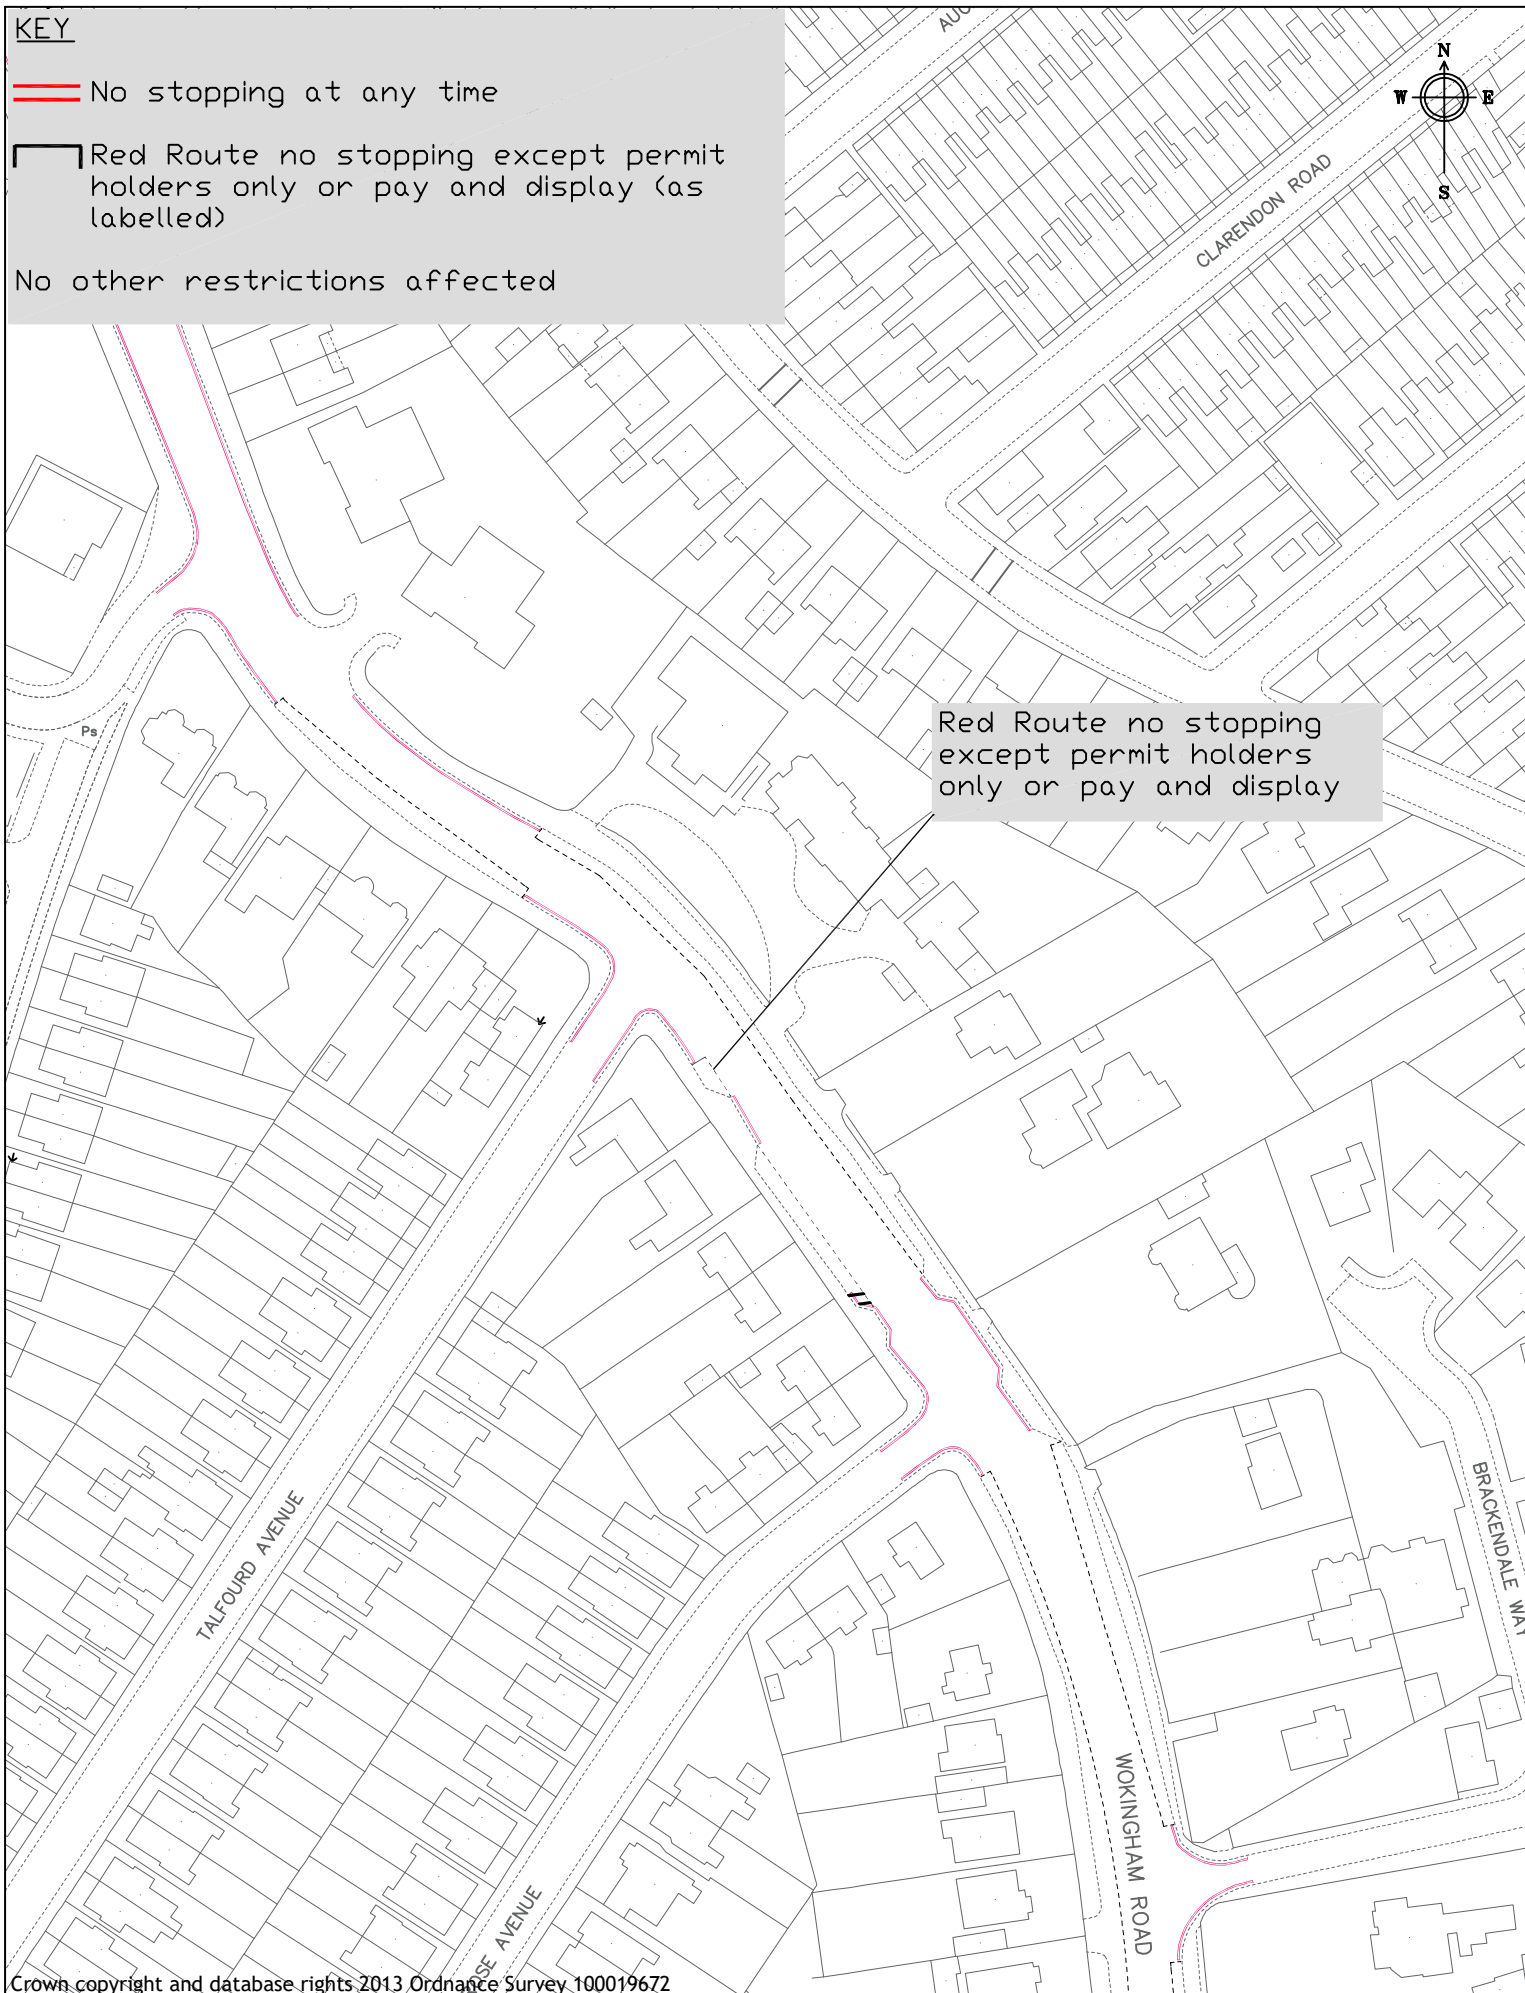 KEY
No stopping at any time
Red Route no stopping except permit
holders only or pay and display (as
labelled)
No other restrictions affected
N
W E
S
CLARENDON ROAD
Ps
Red Route no stopping
except permit holders
only or pay and display
BRACKENDALE WAY
TALFOURD AVENUE
WOKINGHAM ROAD
AVENUE
Crown copyright and database rights 2013 Ordnance Survey 100019672